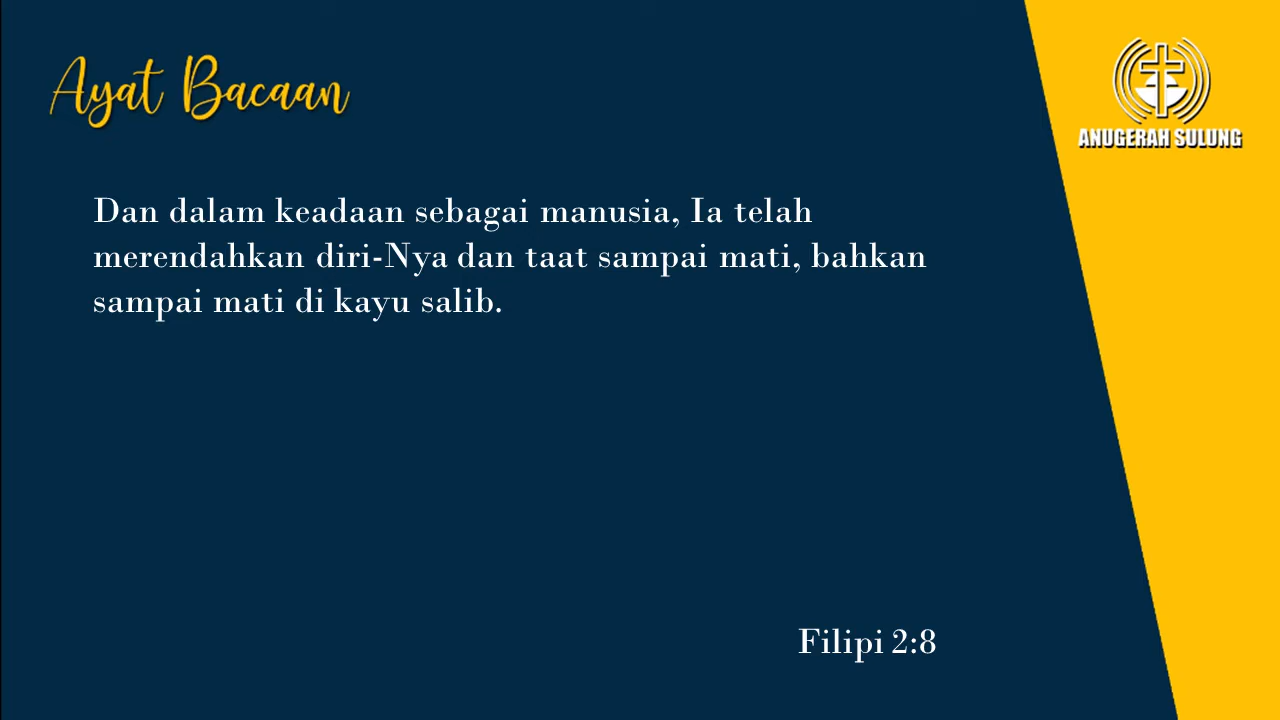 Ayat Bacaan
ANUGERAH SULUNG
Dan dalam keadaan sebagai manusia, Ia telah
merendahkan diri-Nya dan taat sampai mati, bahkan
sampai mati di kayu salib.
Filipi 2:8